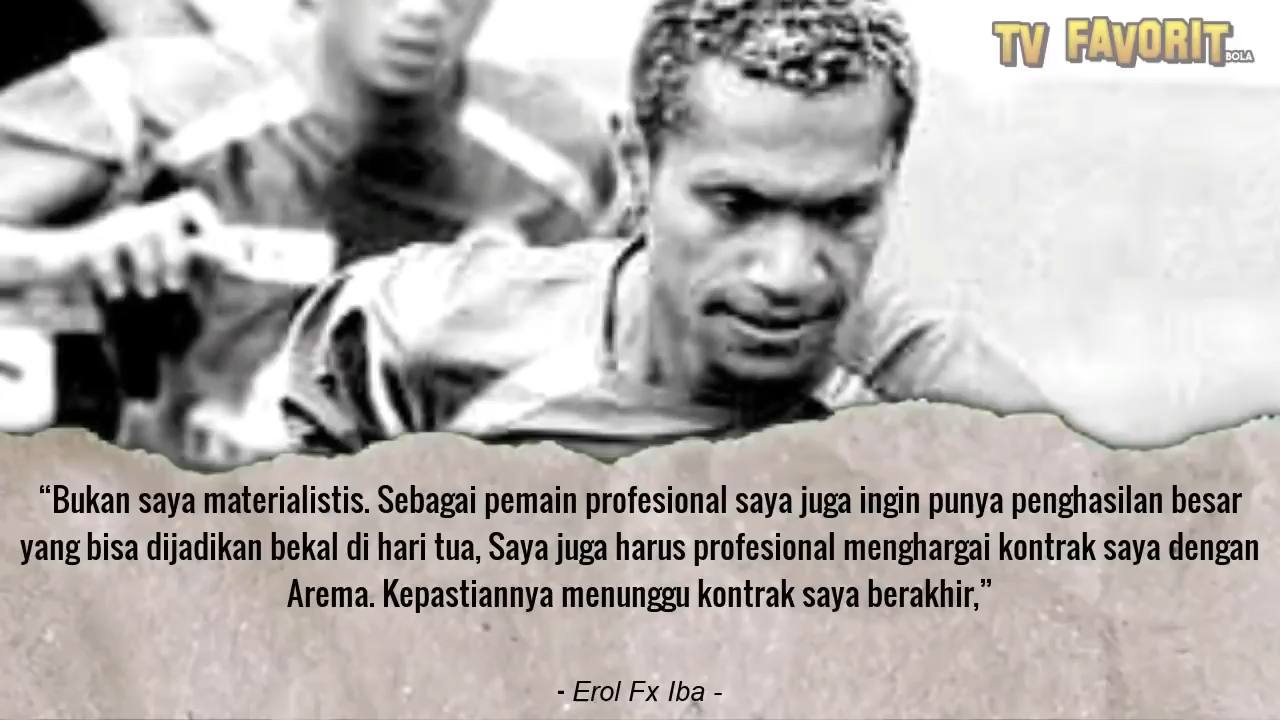 TV FAVORIT
BOLA
“Bukan saya materialistis. Sebagai pemain profesional saya juga ingin punya penghasilan besar
yang bisa dijadikan bekal di hari tua, Saya juga harus profesional menghargai kontrak saya dengan
Arema. Kepastiannya menunggu kontrak saya berakhir,”
- Erol Fx Iba -